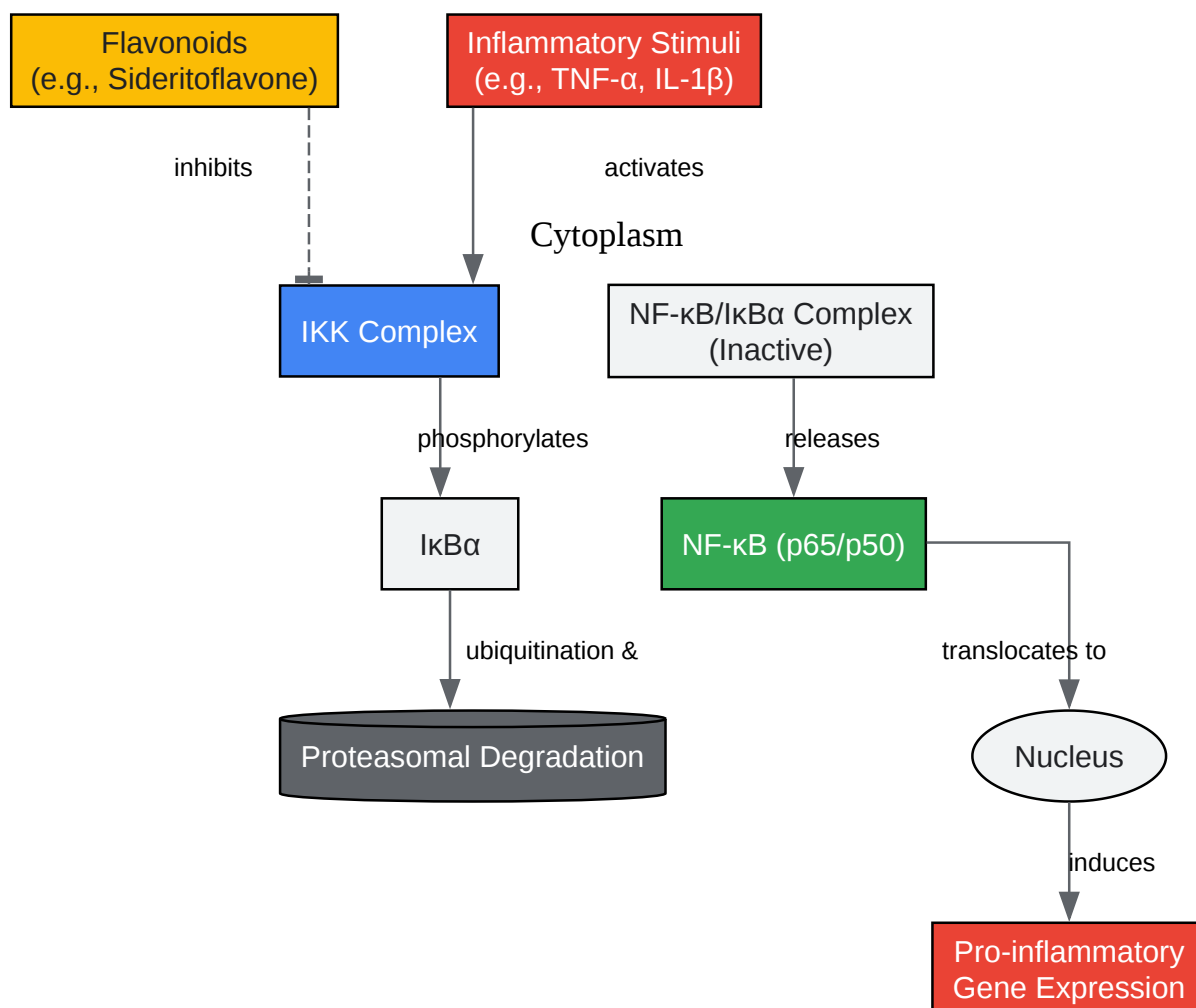 Flavonoids
(e.g., Sideritoflavone)
Inflammatory Stimuli
(e.g., TNF-α, IL-1β)
inhibits
activates
Cytoplasm
IKK Complex
NF-κB/IκBα Complex
(Inactive)
phosphorylates
releases
IκBα
NF-κB (p65/p50)
ubiquitination &
translocates to
Proteasomal Degradation
Nucleus
induces
Pro-inflammatory
Gene Expression